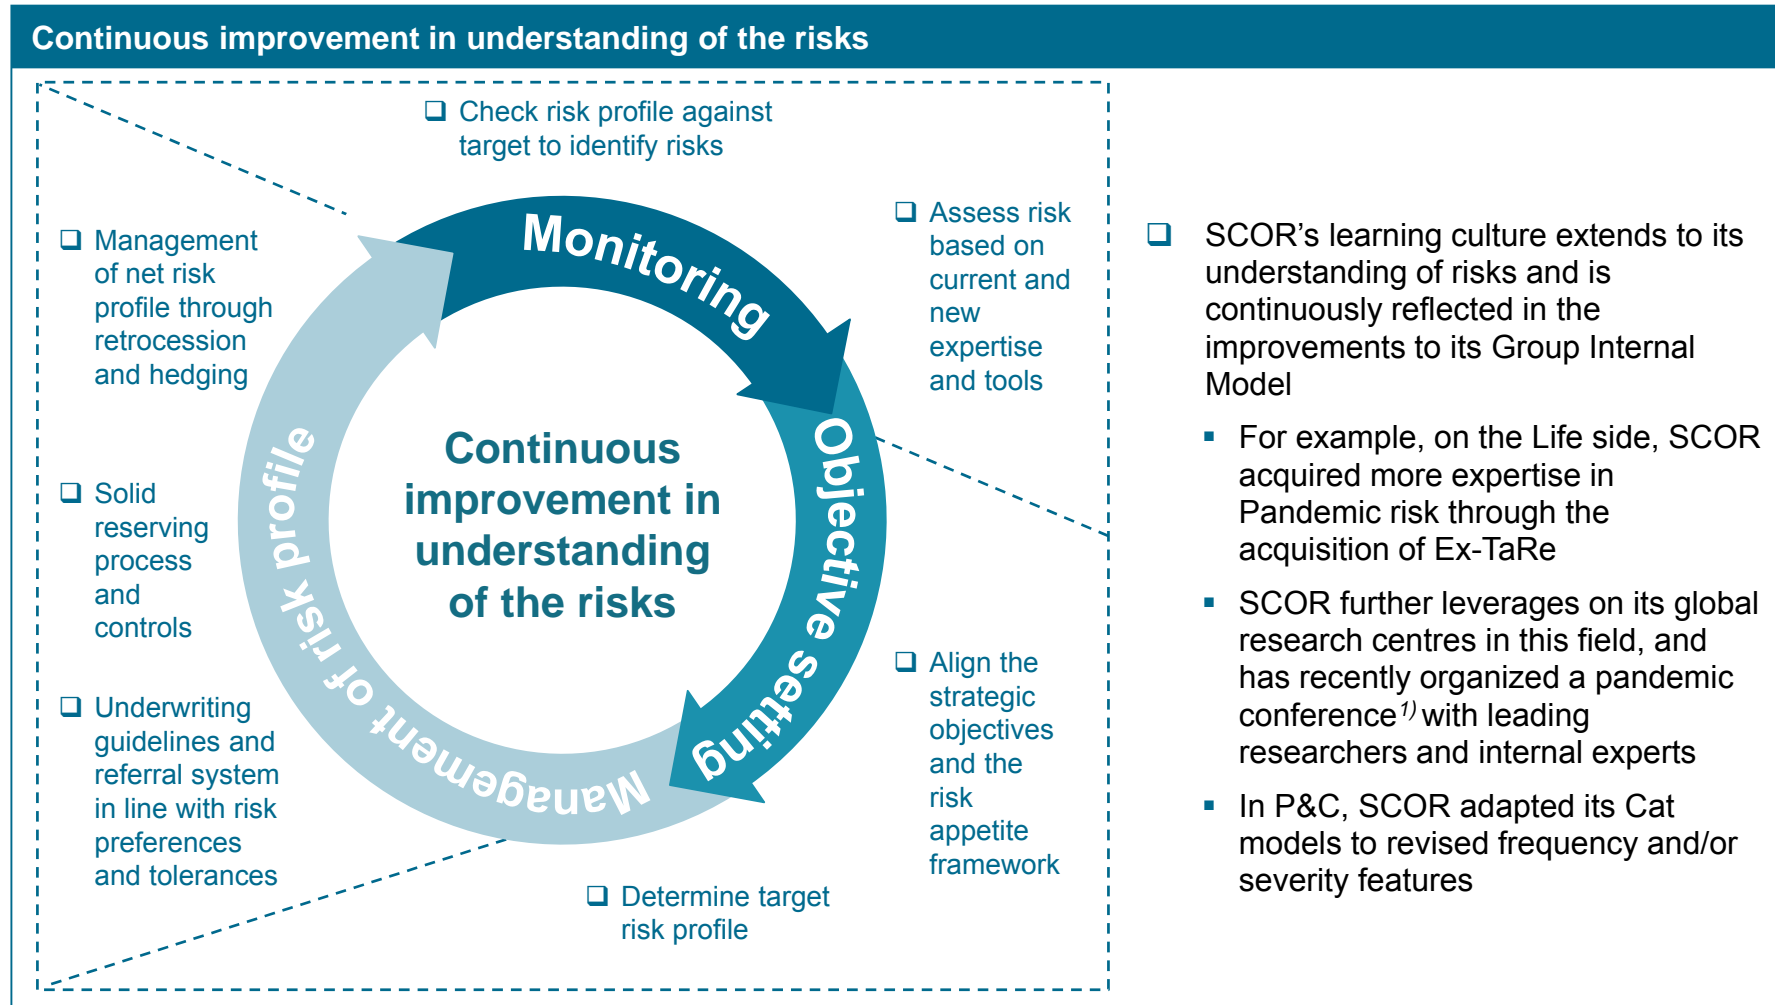 Continuous improvement in understanding of the risks
❑ Check risk profile against
target to identify risks
❑ Assess risk
based on
current and
new
expertise
and tools
❑ Management
of net risk
profile through
retrocession
and hedging
❑ Solid
reserving
process
and
controls
❑ Underwriting
guidelines and
referral system
in line with risk
preferences
and tolerances
Monitoring
Objective setting
Management of risk profile
Continuous
improvement in
understanding
of the risks
❑ Align the
strategic
objectives
and the
risk
appetite
framework
❑ Determine target
risk profile
❑ SCOR’s learning culture extends to its
understanding of risks and is
continuously reflected in the
improvements to its Group Internal
Model
▪ For example, on the Life side, SCOR
acquired more expertise in
Pandemic risk through the
acquisition of Ex-TaRe
▪ SCOR further leverages on its global
research centres in this field, and
has recently organized a pandemic
conference1) with leading
researchers and internal experts
▪ In P&C, SCOR adapted its Cat
models to revised frequency and/or
severity features